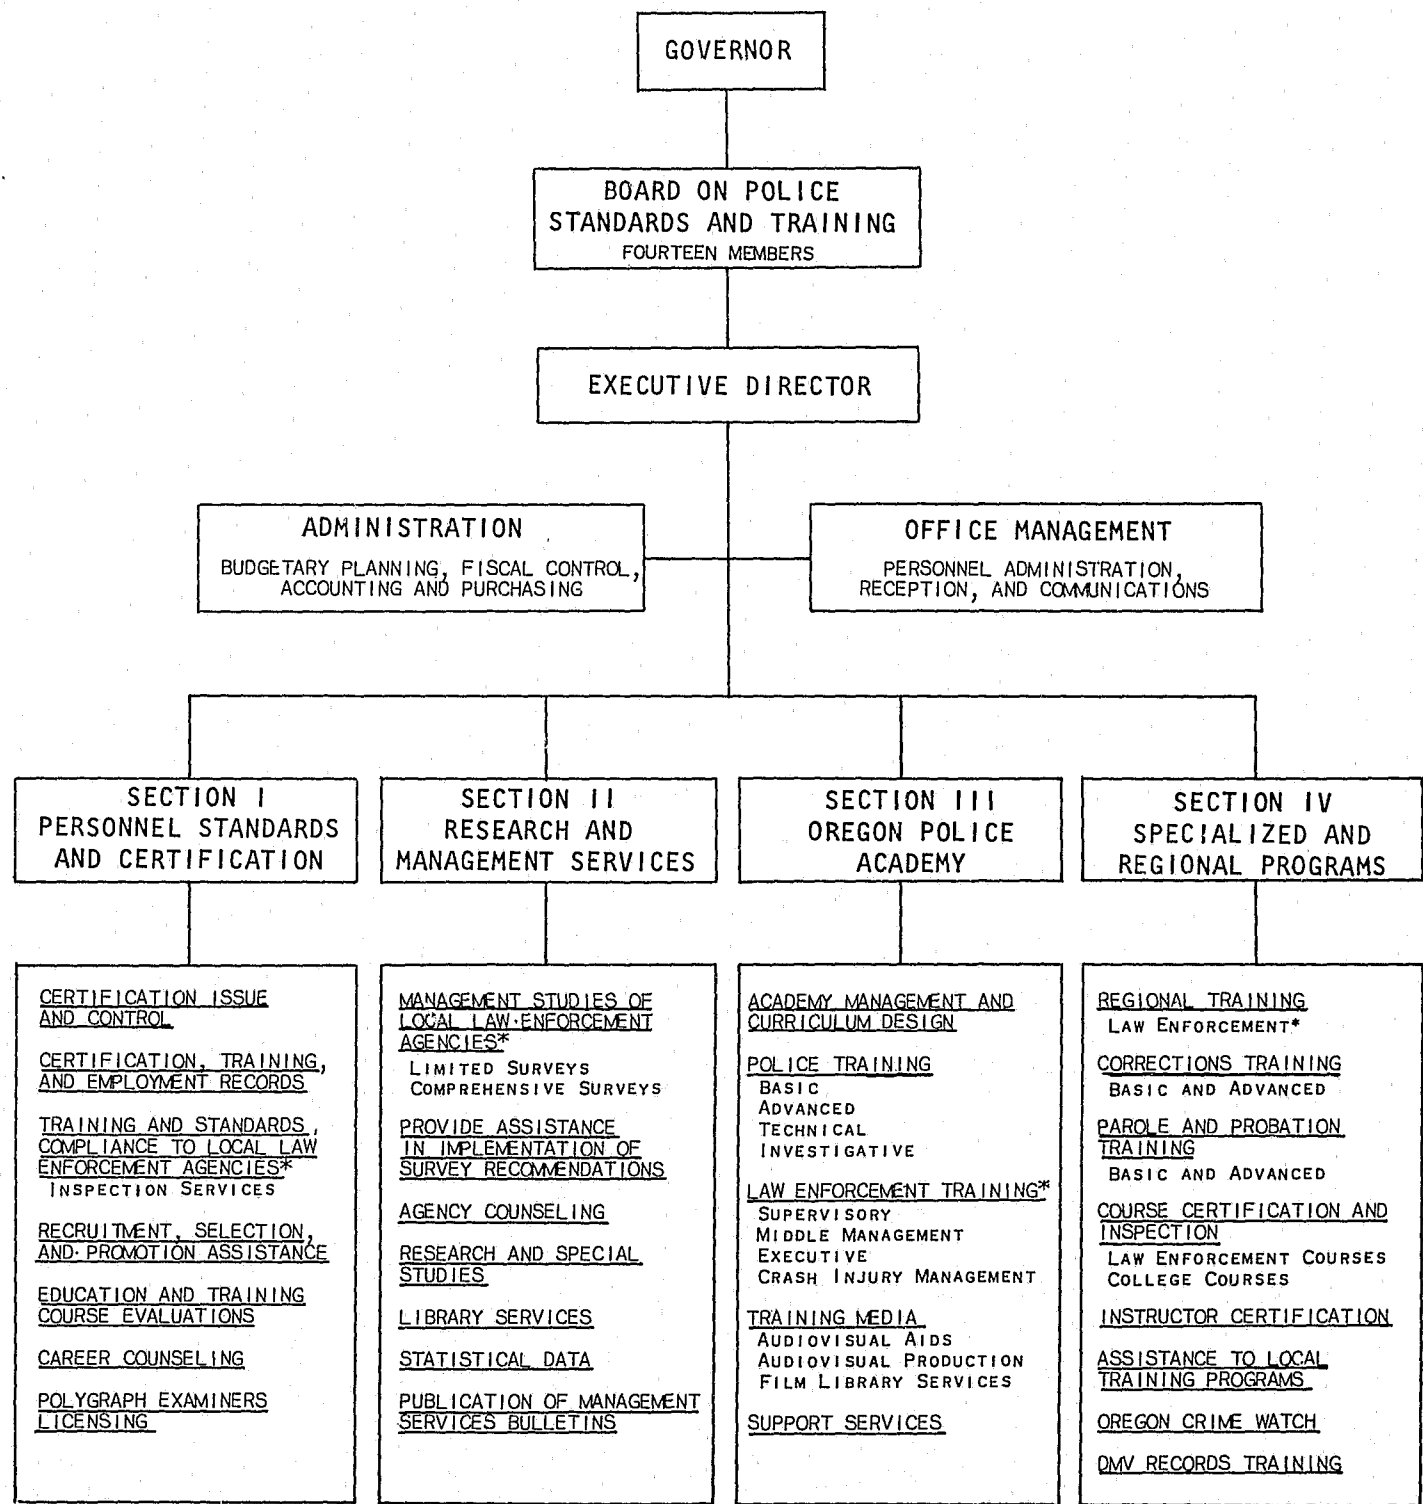 GOVERNOR
BOARD ON POLICE
STANDARDS AND TRAINING
FOURTEEN MEMBERS
EXECUTIVE DIRECTOR
ADMINISTRATION
BUDGETARY PLANNING, FISCAL CONTROL,
ACCOUNTING AND PURCHASING
OFFICE MANAGEMENT
PERSONNEL ADMINISTRATION,
RECEPTION, AND COMMUNICATIONS
SECTION I
PERSONNEL STANDARDS
AND CERTIFICATION
SECTION II
RESEARCH AND
MANAGEMENT SERVICES
SECTION III
OREGON POLICE
ACADEMY
SECTION IV
SPECIALIZED AND
REGIONAL PROGRAMS
CERTIFICATION ISSUE
AND CONTROL
CERTIFICATION, TRAINING,
AND EMPLOYMENT RECORDS
TRAINING AND STANDARDS
COMPLIANCE TO LOCAL LAW
ENFORCEMENT AGENCIES*
INSPECTION SERVICES
RECRUITMENT, SELECTION,
AND PROMOTION ASSISTANCE
EDUCATION AND TRAINING
COURSE EVALUATIONS
CAREER COUNSELING
POLYGRAPH EXAMINERS
LICENSING
MANAGEMENT STUDIES OF
LOCAL LAW ENFORCEMENT
AGENCIES*
LIMITED SURVEYS
COMPREHENSIVE SURVEYS
PROVIDE ASSISTANCE
IN IMPLEMENTATION OF
SURVEY RECOMMENDATIONS
AGENCY COUNSELING
RESEARCH AND SPECIAL
STUDIES
LIBRARY SERVICES
STATISTICAL DATA
PUBLICATION OF MANAGEMENT
SERVICES BULLETINS
ACADEMY MANAGEMENT AND
CURRICULUM DESIGN
POLICE TRAINING
BASIC
ADVANCED
TECHNICAL
INVESTIGATIVE
LAW ENFORCEMENT TRAINING*
SUPERVISORY
MIDDLE MANAGEMENT
EXECUTIVE
CRASH INJURY MANAGEMENT
TRAINING MEDIA
AUDIOVISUAL AIDS
AUDIOVISUAL PRODUCTION
FILM LIBRARY SERVICES
SUPPORT SERVICES
REGIONAL TRAINING
LAW ENFORCEMENT*
CORRECTIONS TRAINING
BASIC AND ADVANCED
PAROLE AND PROBATION
TRAINING
BASIC AND ADVANCED
COURSE CERTIFICATION AND
INSPECTION
LAW ENFORCEMENT COURSES
COLLEGE COURSES
INSTRUCTOR CERTIFICATION
ASSISTANCE TO LOCAL
TRAINING PROGRAMS
OREGON CRIME WATCH
DMV RECORDS TRAINING